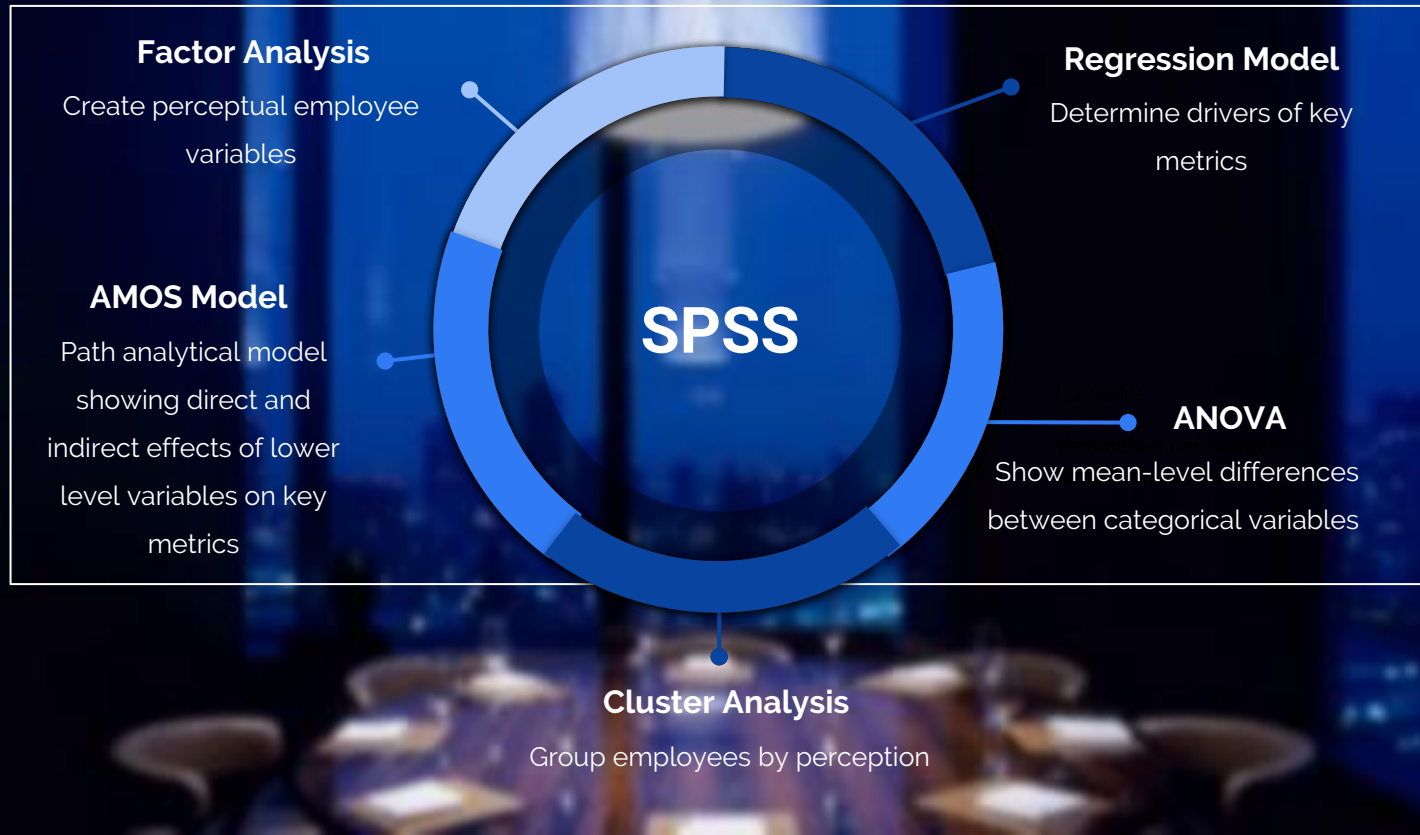 Factor Analysis
Create perceptual employee
variables
Regression Model
Determine drivers of key
metrics
AMOS Model
Path analytical model
showing direct and
indirect effects of lower
level variables on key
metrics
SPSS
LOREM 2
ANOVA
Show mean-level differences
between categorical variables
Cluster Analysis
Group employees by perception